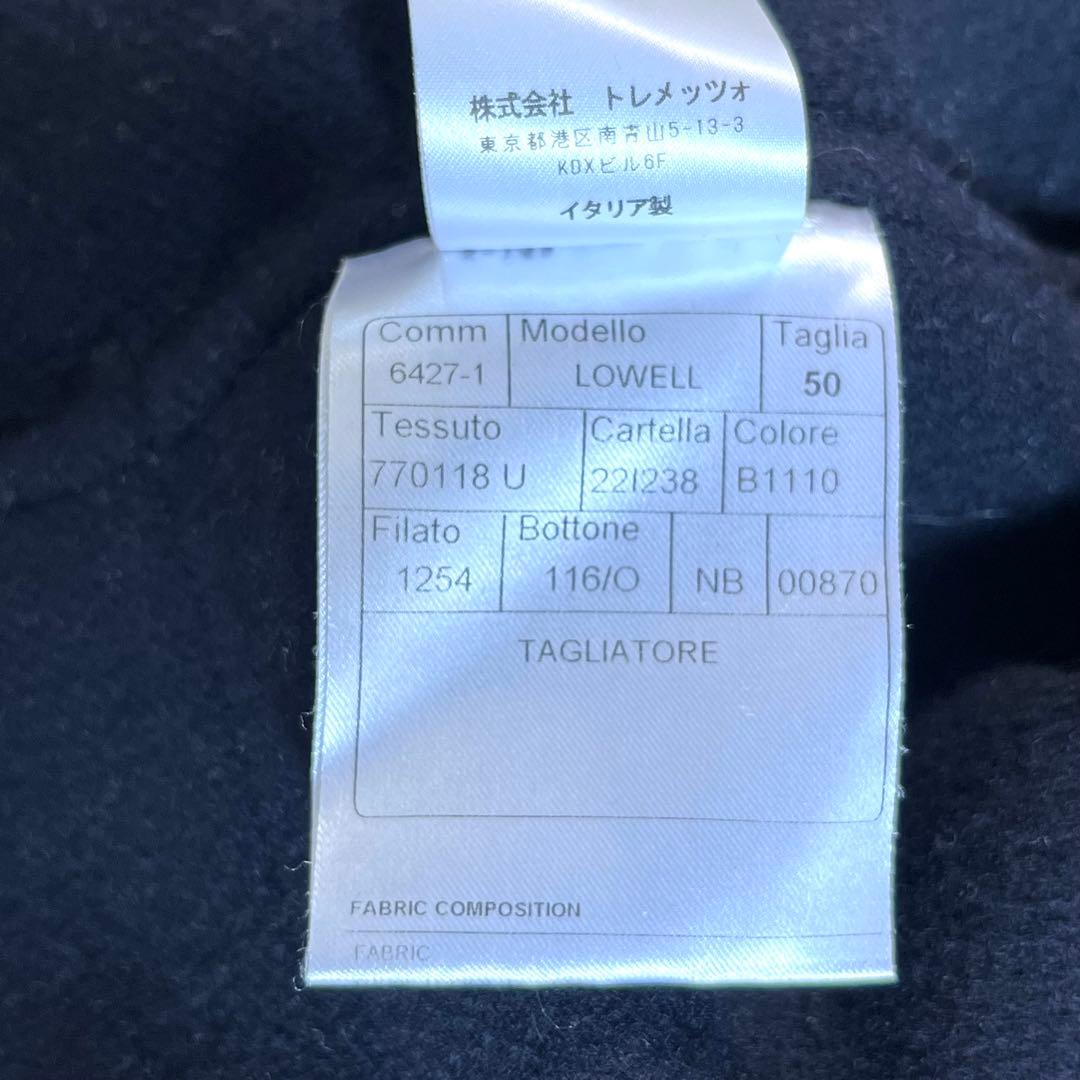 株式会社 トレメッツォ
東京都港区南青山5-13-3
KDXビル6F
イタリア製
Comm Modello Taglia
6427-1 LOWELL 50
Tessuto Cartella Colore
770118 U 22I238 B1110
Filato Bottone
1254 116/O NB 00870
TAGLIATORE
FABRIC COMPOSITION
FABRIC